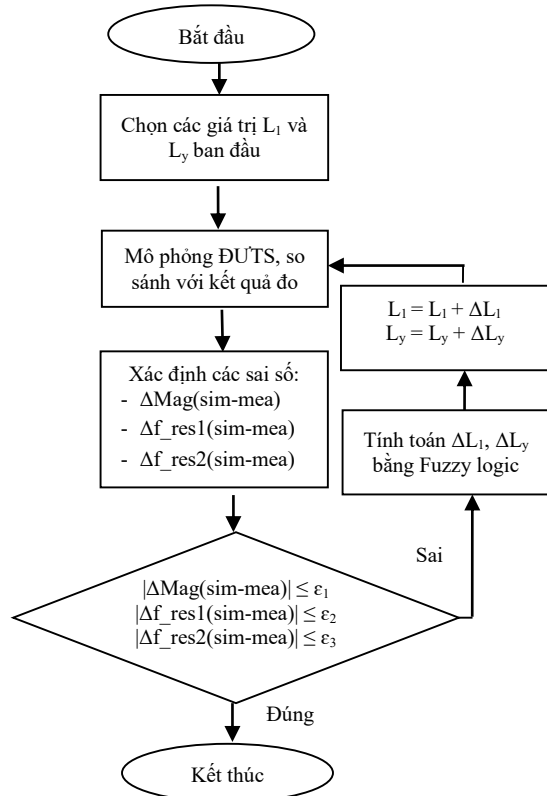 Bắt đầu
Chọn các giá trị L₁ và
Lᵧ ban đầu
Mô phỏng ĐƯTS, so
sánh với kết quả đo
Xác định các sai số:
- ΔMag(sim-mea)
- Δf_res1(sim-mea)
- Δf_res2(sim-mea)
|ΔMag(sim-mea)| ≤ ε₁
|Δf_res1(sim-mea)| ≤ ε₂
|Δf_res2(sim-mea)| ≤ ε₃
Sai
Tính toán ΔL₁, ΔLᵧ
bằng Fuzzy logic
L₁ = L₁ + ΔL₁
Lᵧ = Lᵧ + ΔLᵧ
Đúng
Kết thúc